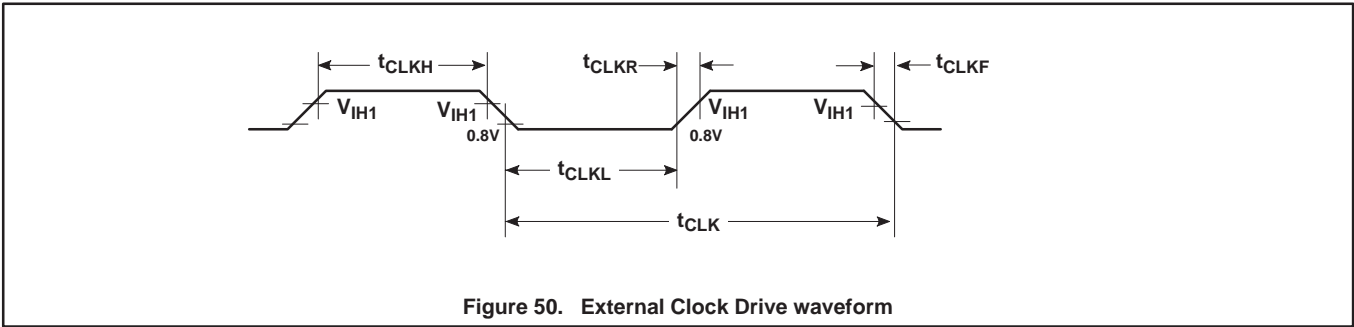 tCLKH
tCLKR
tCLKF
VIH1
VIH1
VIH1
VIH1
0.8V
0.8V
tCLKL
tCLK
Figure 50. External Clock Drive waveform